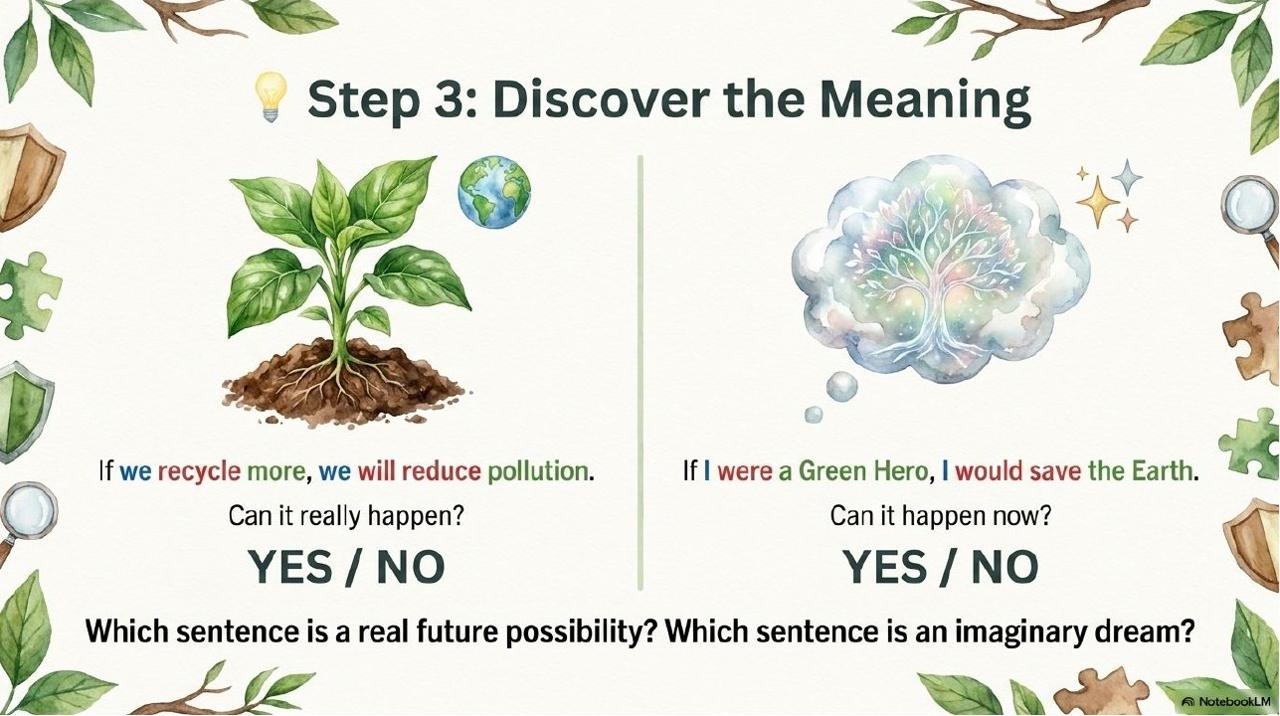 Step 3: Discover the Meaning
If we recycle more, we will reduce pollution.
Can it really happen?
YES / NO
If I were a Green Hero, I would save the Earth.
Can it happen now?
YES / NO
Which sentence is a real future possibility? Which sentence is an imaginary dream?
NotebookLM